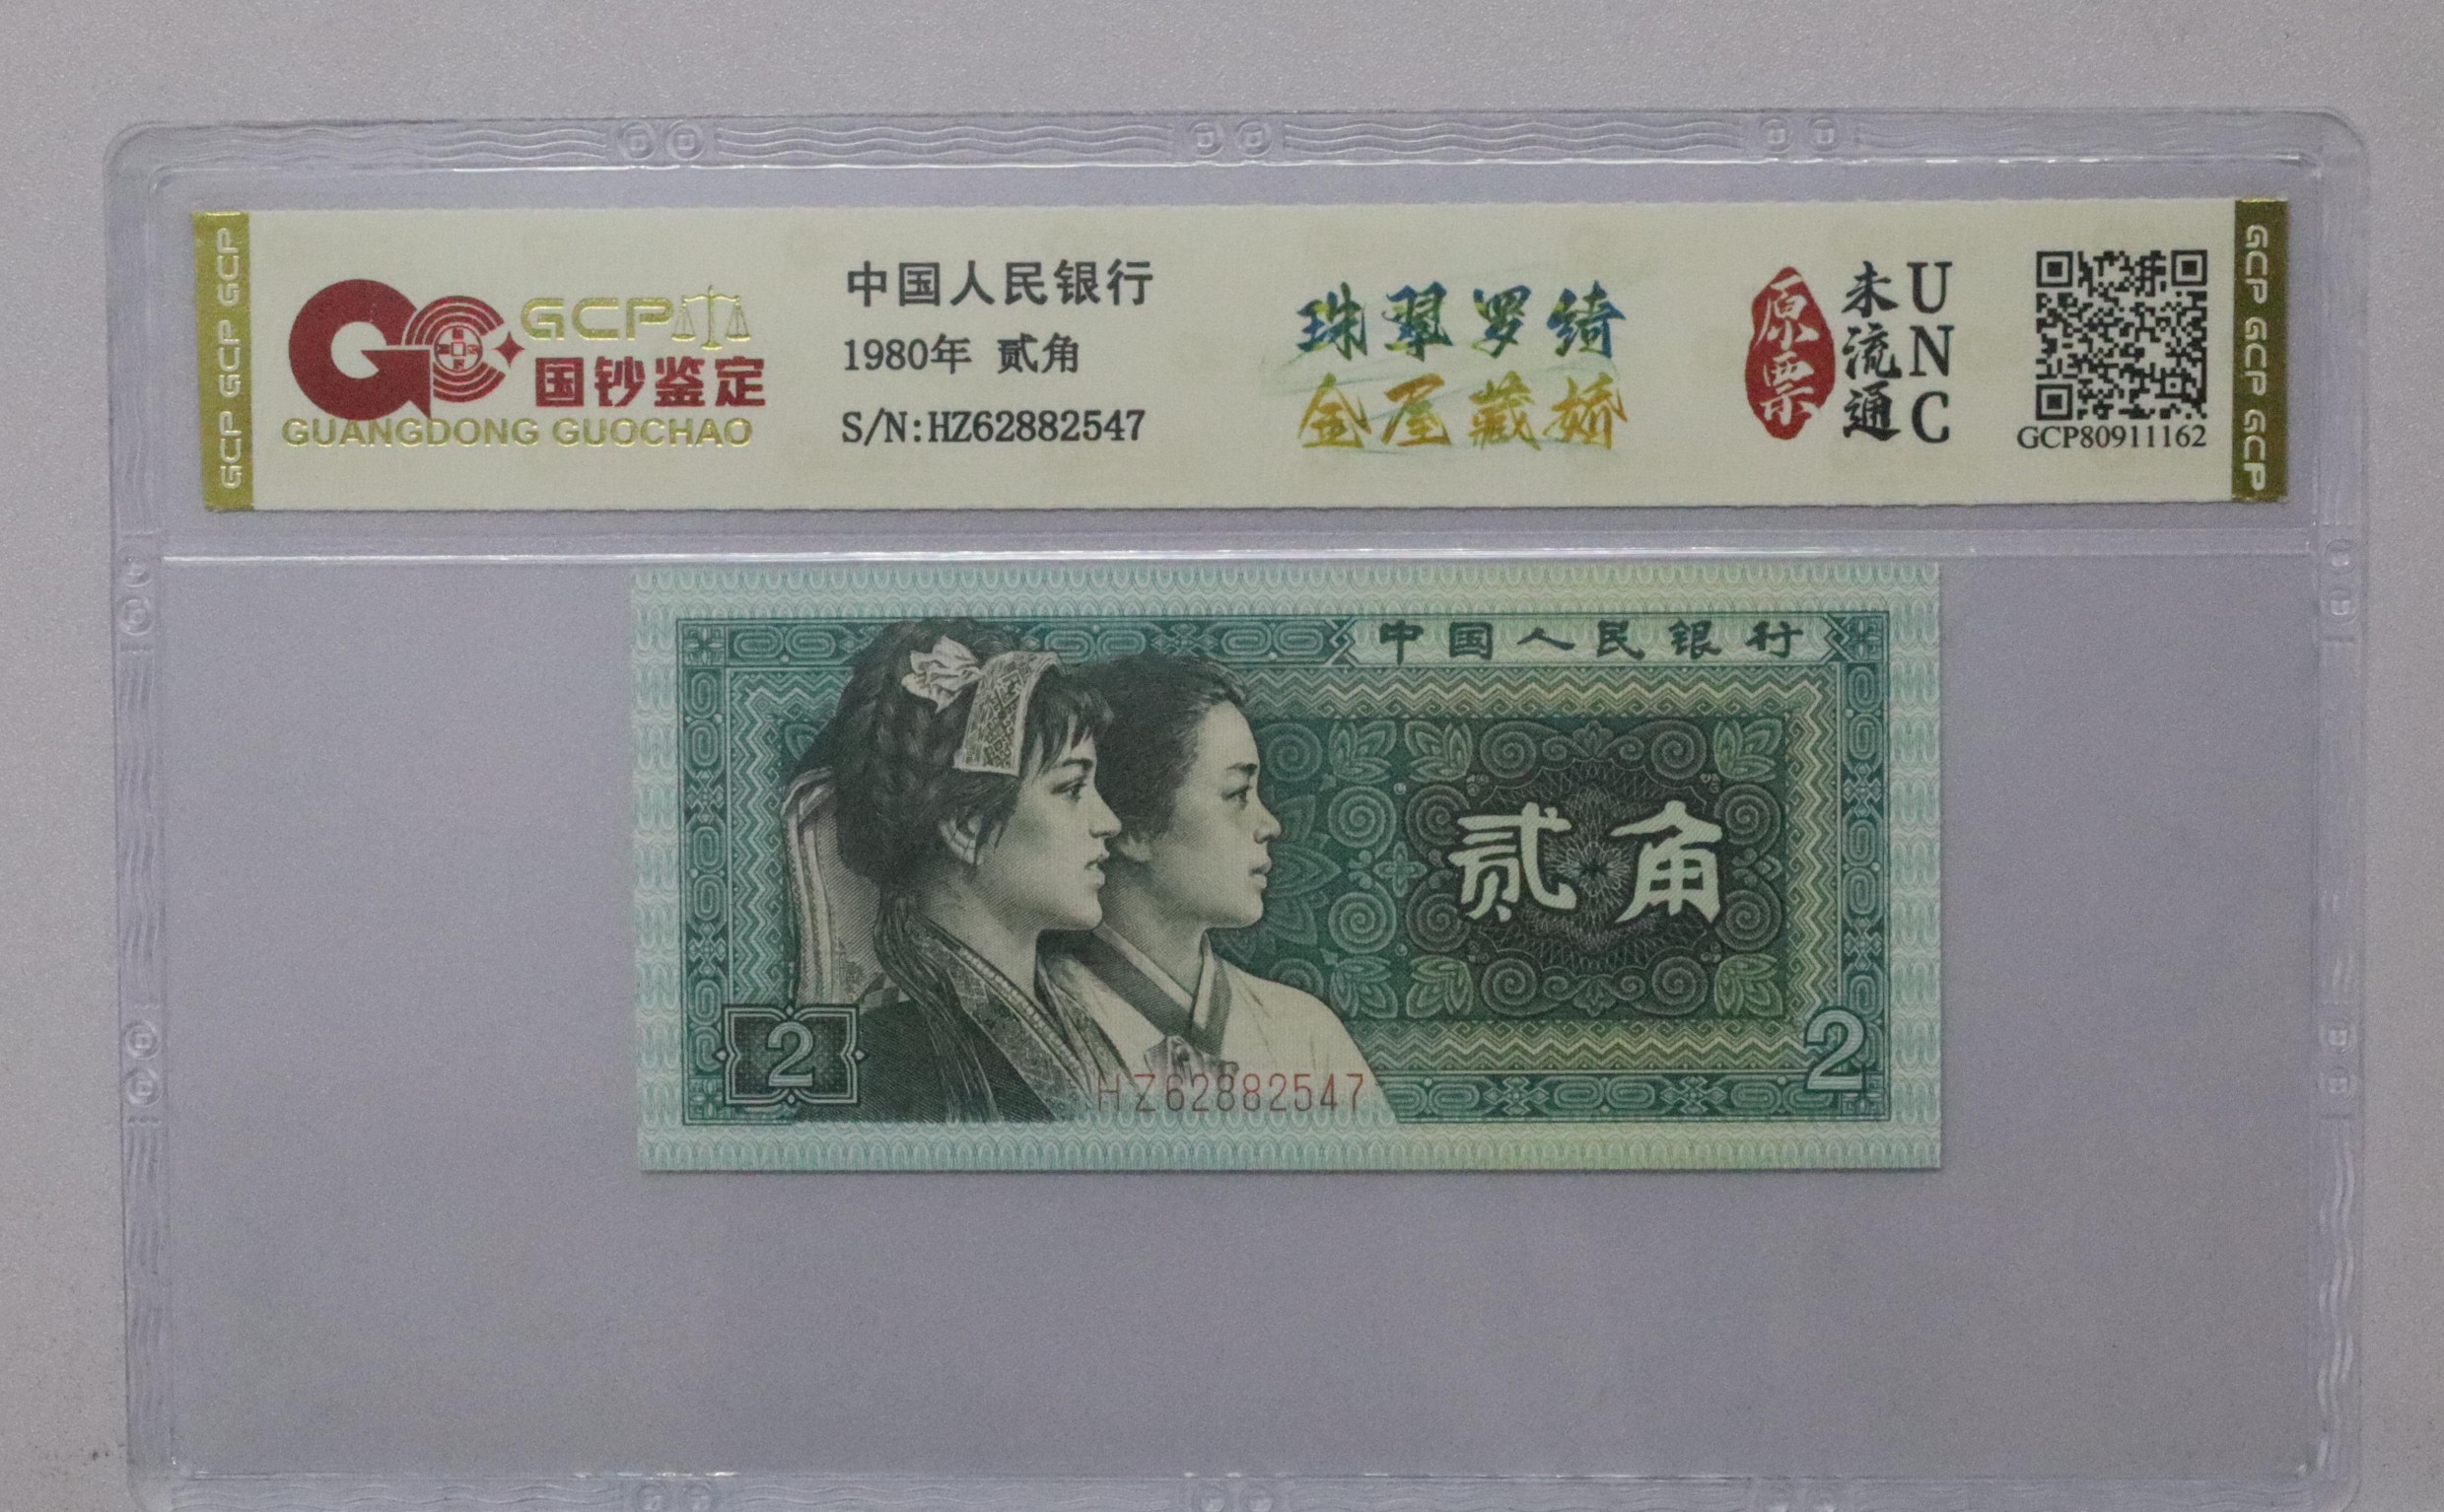 GCP GCP GCP
GCP
国钞鉴定
GUANGDONG GUOCHAO
中国人民银行
1980年 贰角
S/N:HZ62882547
珠翠罗绮
金屋藏娇
原票
未流通
UNC
GCP80911162
GCP GCP GCP
中国人民银行
贰角
2
HZ62882547
2